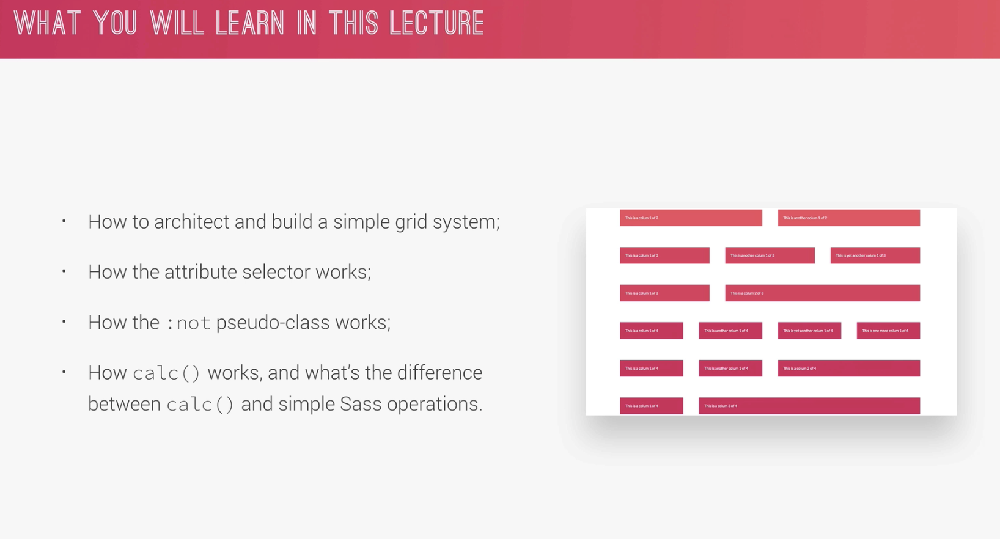 WHAT YOU WILL LEARN IN THIS LECTURE
• How to architect and build a simple grid system;
• How the attribute selector works;
• How the :not pseudo-class works;
• How calc() works, and what's the difference
between calc() and simple Sass operations.
This is a colum 1 of 2 This is another colum 1 of 2
This is a colum 1 of 3 This is another colum 1 of 3 This is yet another colum 1 of 3
This is a colum 1 of 3 This is a colum 2 of 3
This is a colum 1 of 4 This is another colum 1 of 4 This is yet another colum 1 of 4 This is one more colum 1 of 4
This is a colum 1 of 4 This is another colum 1 of 4 This is a colum 2 of 4
This is a colum 1 of 4 This is a colum 3 of 4